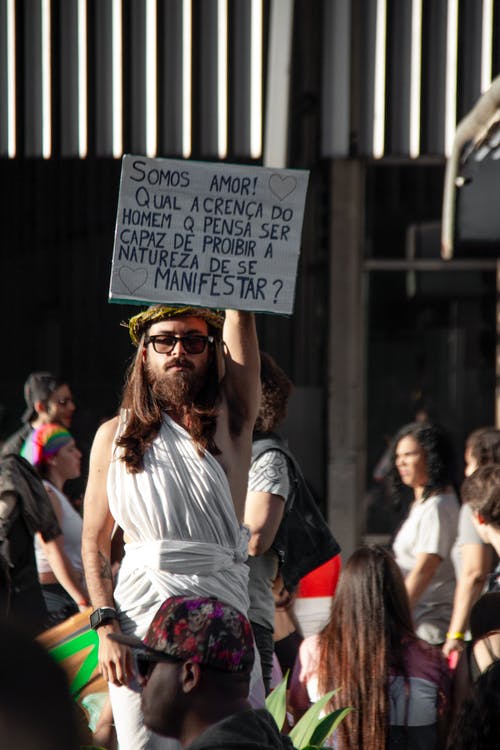 SOMOS AMOR!
QUAL A CRENÇA DO
HOMEM Q PENSA SER
CAPAZ DE PROIBIR A
NATUREZA DE SE
MANIFESTAR?